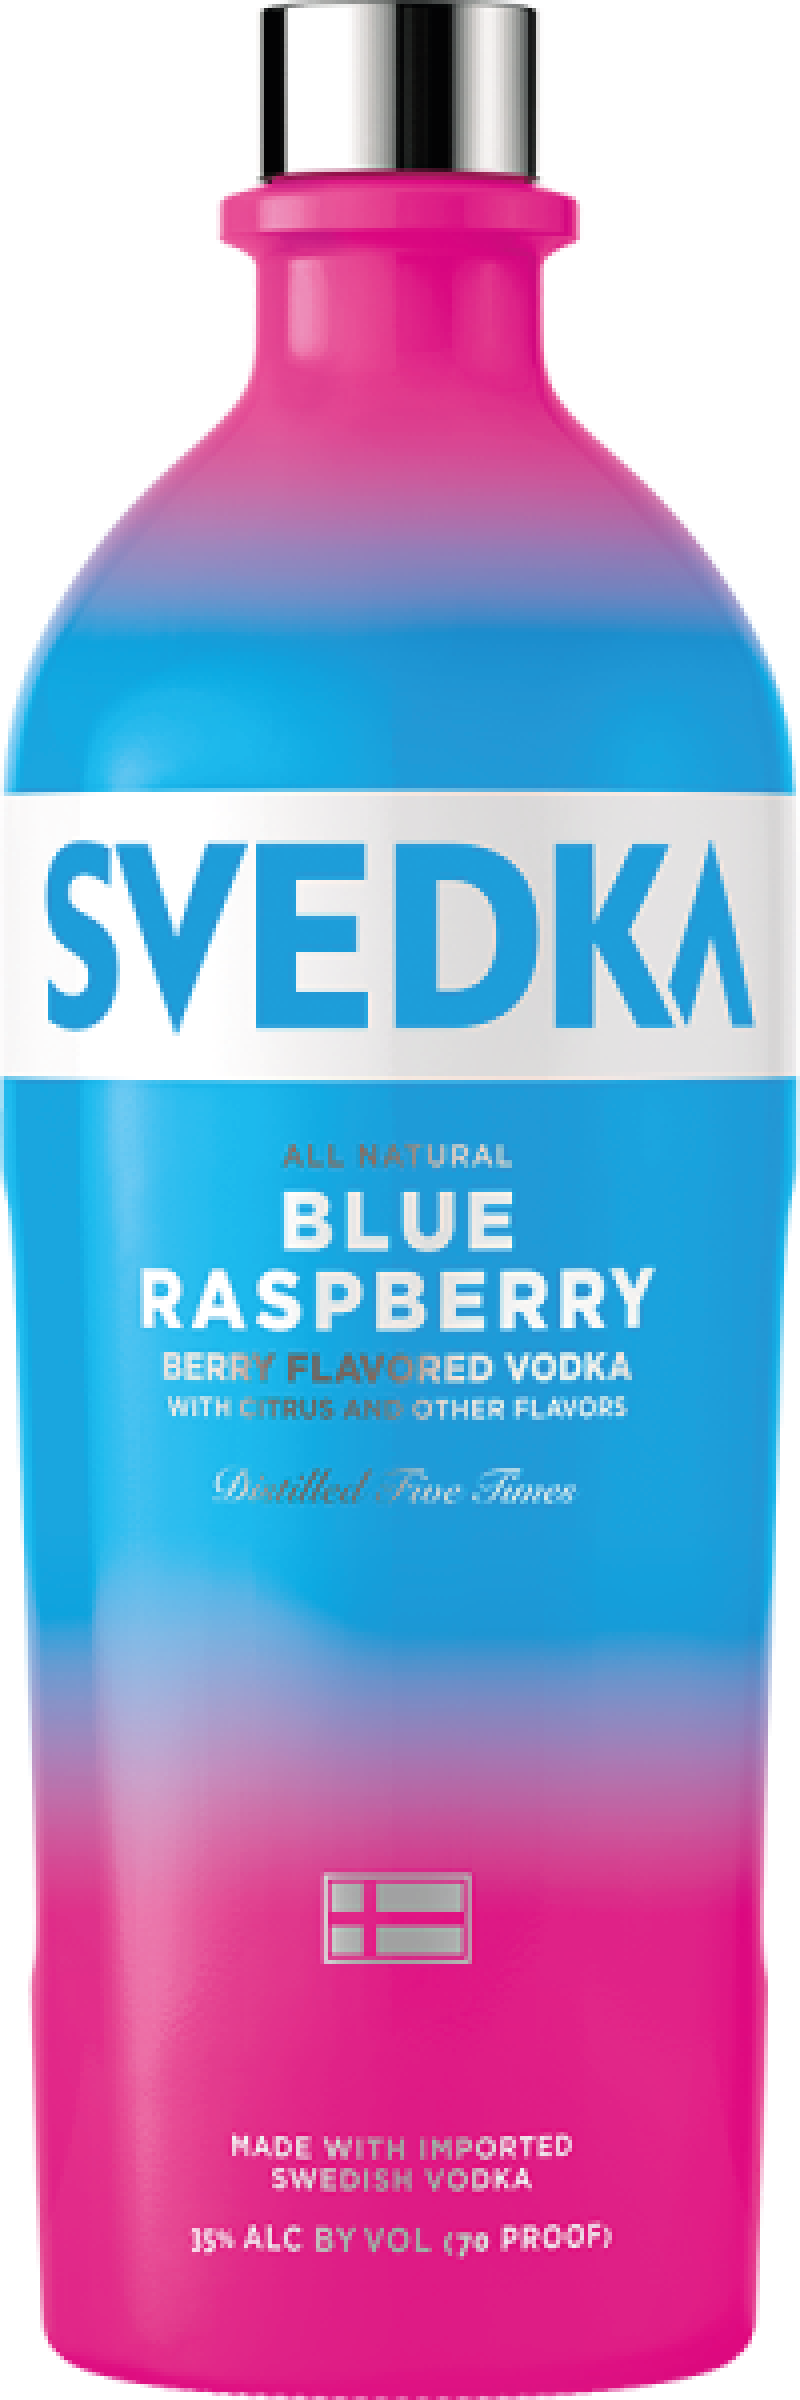 SVEDKA
ALL NATURAL
BLUE
RASPBERRY
BERRY FLAVORED VODKA
WITH CITRUS AND OTHER FLAVORS
Distilled Five Times
MADE WITH IMPORTED
SWEDISH VODKA
35% ALC BY VOL (70 PROOF)